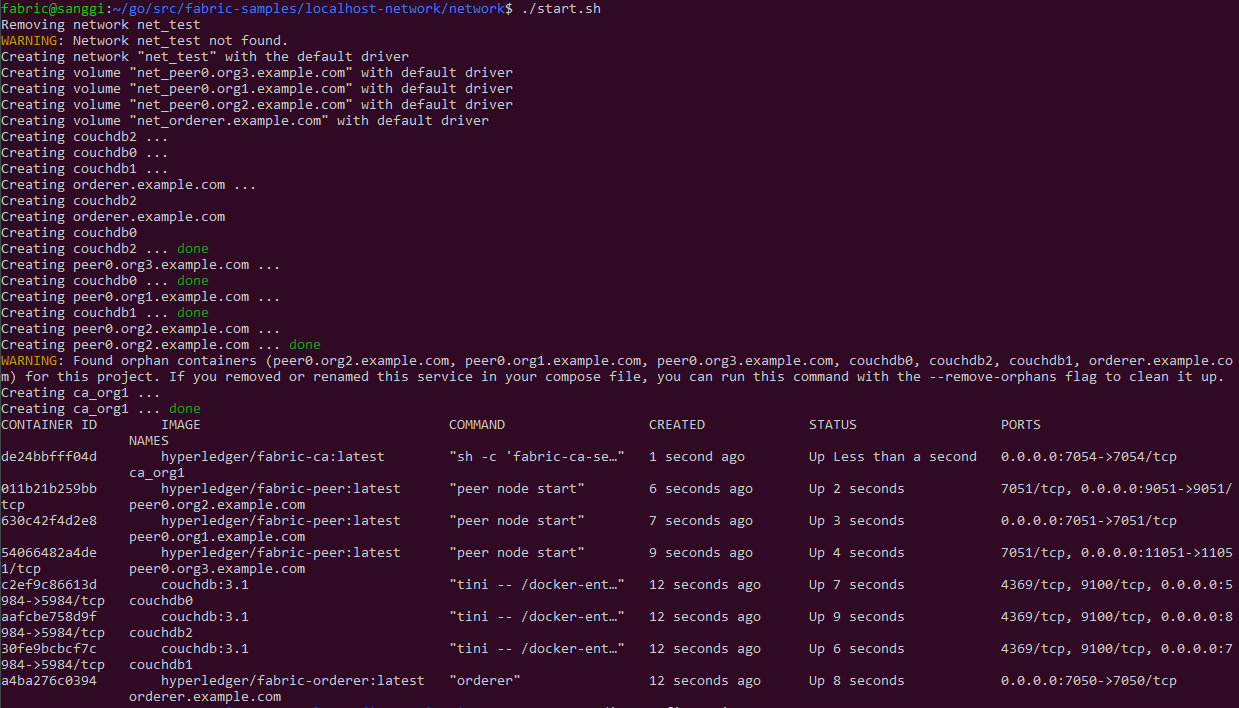 fabric@sanggi:~/go/src/fabric-samples/localhost-network/network$ ./start.sh
Removing network net_test
WARNING: Network net_test not found.
Creating network "net_test" with the default driver
Creating volume "net_peer0.org3.example.com" with default driver
Creating volume "net_peer0.org1.example.com" with default driver
Creating volume "net_peer0.org2.example.com" with default driver
Creating volume "net_orderer.example.com" with default driver
Creating couchdb2 ...
Creating couchdb0 ...
Creating couchdb1 ...
Creating orderer.example.com ...
Creating couchdb2
Creating orderer.example.com
Creating couchdb0
Creating couchdb2 ... done
Creating peer0.org3.example.com ...
Creating couchdb0 ... done
Creating peer0.org1.example.com ...
Creating couchdb1 ... done
Creating peer0.org2.example.com ...
Creating peer0.org2.example.com ... done
WARNING: Found orphan containers (peer0.org2.example.com, peer0.org1.example.com, peer0.org3.example.com, couchdb0, couchdb2, couchdb1, orderer.example.co
m) for this project. If you removed or renamed this service in your compose file, you can run this command with the --remove-orphans flag to clean it up.
Creating ca_org1 ...
Creating ca_org1 ... done
CONTAINER ID        IMAGE                               COMMAND                  CREATED             STATUS                  PORTS
                NAMES
de24bbfff04d        hyperledger/fabric-ca:latest        "sh -c 'fabric-ca-se…"   1 second ago        Up Less than a second   0.0.0.0:7054->7054/tcp
                ca_org1
011b21b259bb        hyperledger/fabric-peer:latest      "peer node start"        6 seconds ago       Up 2 seconds            7051/tcp, 0.0.0.0:9051->9051/
tcp             peer0.org2.example.com
630c42f4d2e8        hyperledger/fabric-peer:latest      "peer node start"        7 seconds ago       Up 3 seconds            0.0.0.0:7051->7051/tcp
                peer0.org1.example.com
54066482a4de        hyperledger/fabric-peer:latest      "peer node start"        9 seconds ago       Up 4 seconds            7051/tcp, 0.0.0.0:11051->1105
1/tcp           peer0.org3.example.com
c2ef9c86613d        couchdb:3.1                         "tini -- /docker-ent…"   12 seconds ago      Up 7 seconds            4369/tcp, 9100/tcp, 0.0.0.0:5
984->5984/tcp   couchdb0
aafcbe758d9f        couchdb:3.1                         "tini -- /docker-ent…"   12 seconds ago      Up 9 seconds            4369/tcp, 9100/tcp, 0.0.0.0:8
984->5984/tcp   couchdb2
30fe9bcbcf7c        couchdb:3.1                         "tini -- /docker-ent…"   12 seconds ago      Up 6 seconds            4369/tcp, 9100/tcp, 0.0.0.0:7
984->5984/tcp   couchdb1
a4ba276c0394        hyperledger/fabric-orderer:latest   "orderer"                12 seconds ago      Up 8 seconds            0.0.0.0:7050->7050/tcp
                orderer.example.com